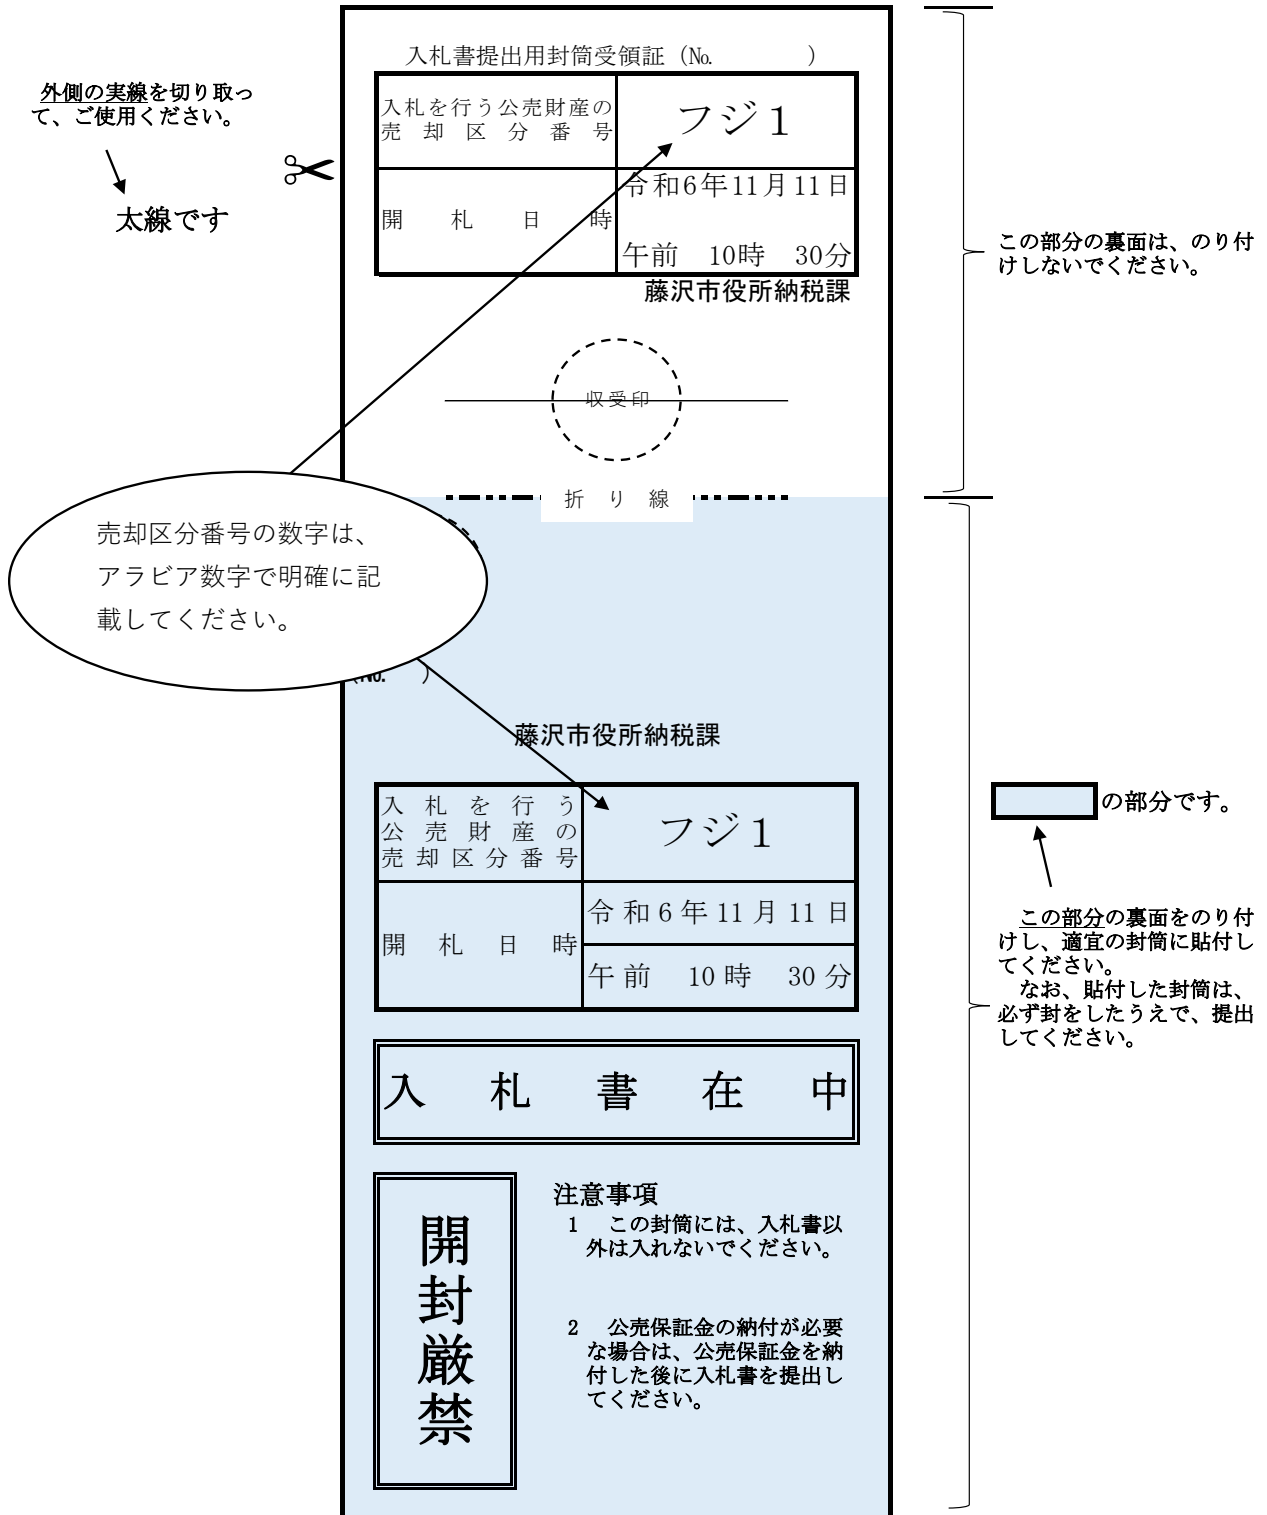 入札書提出用封筒受領証（№　　　　）
外側の実線を切り取っ
て、ご使用ください。
太線です
入札を行う公売財産の
売却区分番号
フジ１
開札日時
令和6年11月11日
午前　10時　30分
藤沢市役所納税課
この部分の裏面は、のり付
けしないでください。
収受印
折り線
売却区分番号の数字は、
アラビア数字で明確に記
載してください。
（No.　）
藤沢市役所納税課
入札を行う
公売財産の
売却区分番号
フジ１
開札日時
令和6年11月11日
午前　10時　30分
の部分です。
この部分の裏面をのり付
けし、適宜の封筒に貼付し
てください。
なお、貼付した封筒は、
必ず封をしたうえで、提出
してください。
入札書在中
開封厳禁
注意事項
1　この封筒には、入札書以
外は入れないでください。
2　公売保証金の納付が必要
な場合は、公売保証金を納
付した後に入札書を提出し
てください。